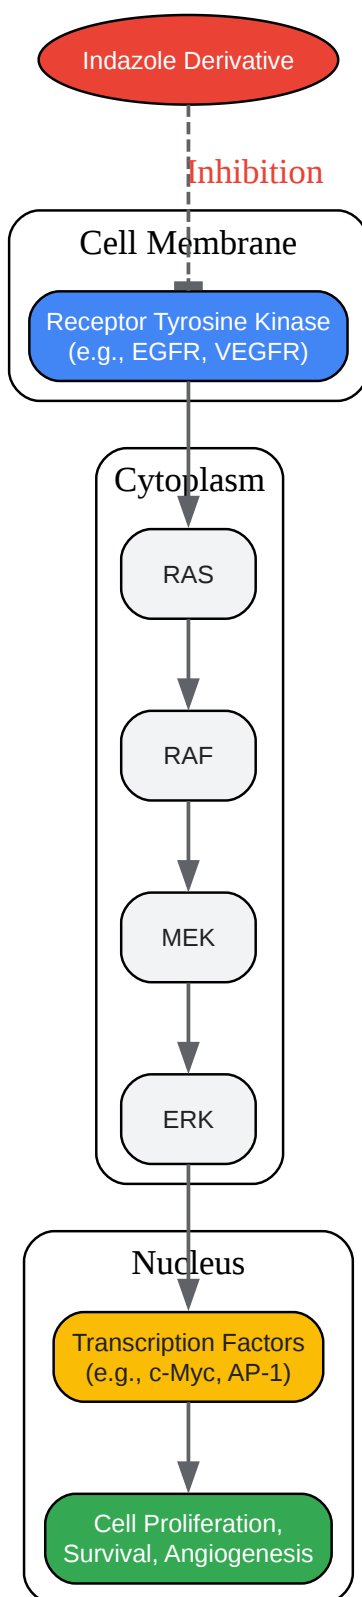 Indazole Derivative
Inhibition
Cell Membrane
Receptor Tyrosine Kinase
(e.g., EGFR, VEGFR)
Cytoplasm
RAS
RAF
MEK
ERK
Nucleus
Transcription Factors
(e.g., c-Myc, AP-1)
Cell Proliferation,
Survival, Angiogenesis